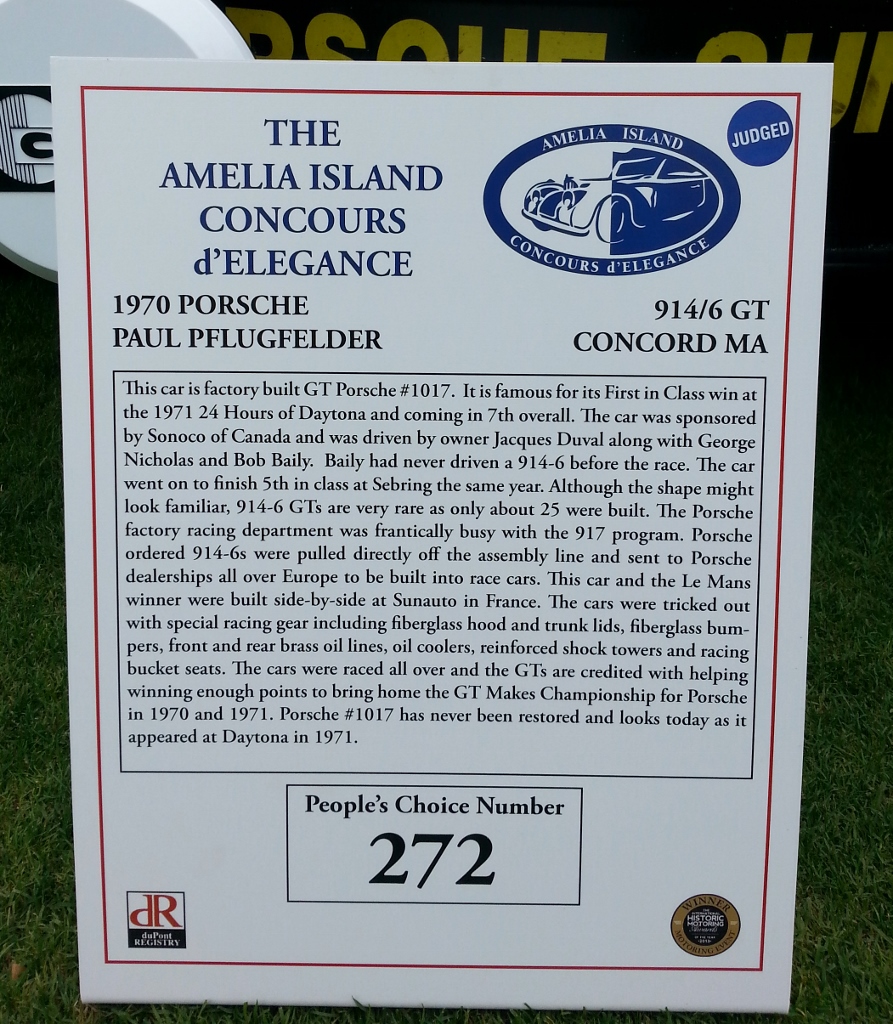 PORSCHE
THE
AMELIA ISLAND
CONCOURS
d'ELEGANCE
AMELIA ISLAND
CONCOURS d'ELEGANCE
JUDGED
1970 PORSCHE
914/6 GT
PAUL PFLUGFELDER
CONCORD MA
This car is factory built GT Porsche #1017. It is famous for its First in Class win at
the 1971 24 Hours of Daytona and coming in 7th overall. The car was sponsored
by Sonoco of Canada and was driven by owner Jacques Duval along with George
Nicholas and Bob Baily. Baily had never driven a 914-6 before the race. The car
went on to finish 5th in class at Sebring the same year. Although the shape might
look familiar, 914-6 GTs are very rare as only about 25 were built. The Porsche
factory racing department was frantically busy with the 917 program. Porsche
ordered 914-6s were pulled directly off the assembly line and sent to Porsche
dealerships all over Europe to be built into race cars. This car and the Le Mans
winner were built side-by-side at Sunauto in France. The cars were tricked out
with special racing gear including fiberglass hood and trunk lids, fiberglass bum-
pers, front and rear brass oil lines, oil coolers, reinforced shock towers and racing
bucket seats. The cars were raced all over and the GTs are credited with helping
winning enough points to bring home the GT Makes Championship for Porsche
in 1970 and 1971. Porsche #1017 has never been restored and looks today as it
appeared at Daytona in 1971.
People's Choice Number
272
dR
duPont
REGISTRY
WINNER
HISTORIC
MOTORING
MOTORING EVENT